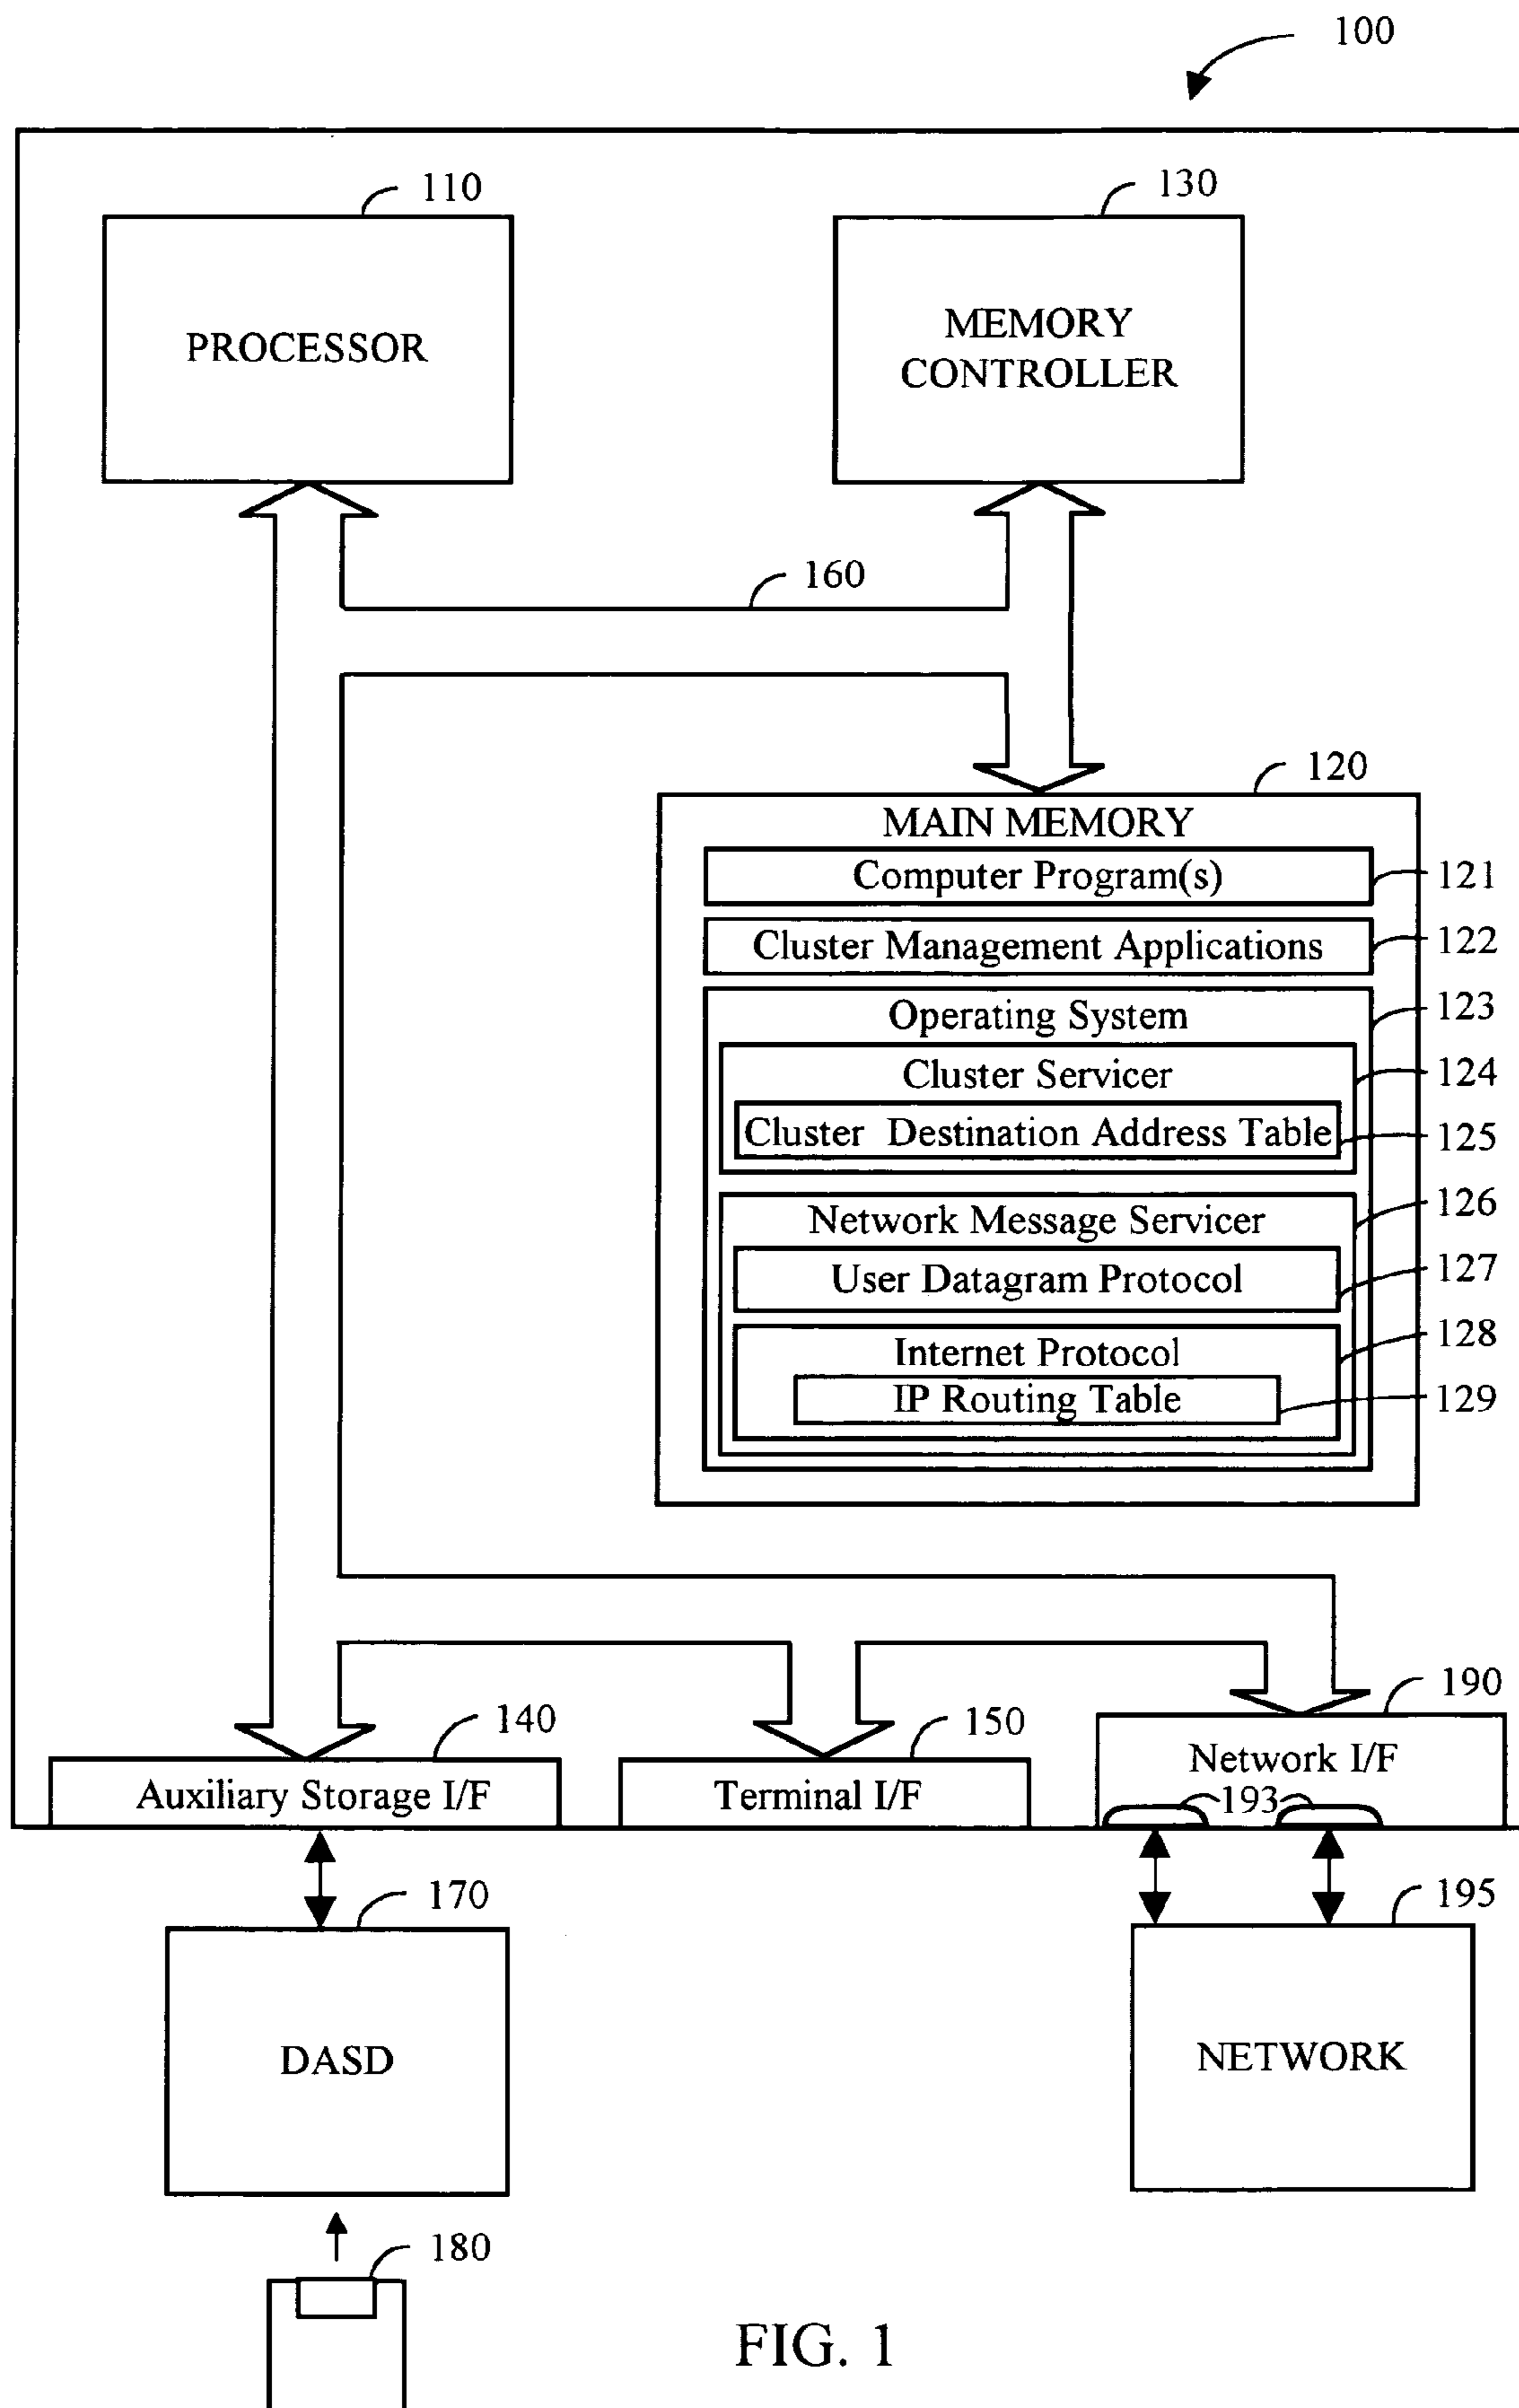 100
110
130
PROCESSOR
MEMORY
CONTROLLER
160
120
MAIN MEMORY
Computer Program(s)
121
Cluster Management Applications
122
Operating System
123
Cluster Servicer
124
Cluster Destination Address Table
125
Network Message Servicer
126
User Datagram Protocol
127
Internet Protocol
128
IP Routing Table
129
140
150
190
Auxiliary Storage I/F
Terminal I/F
Network I/F
193
170
195
DASD
NETWORK
180
FIG. 1